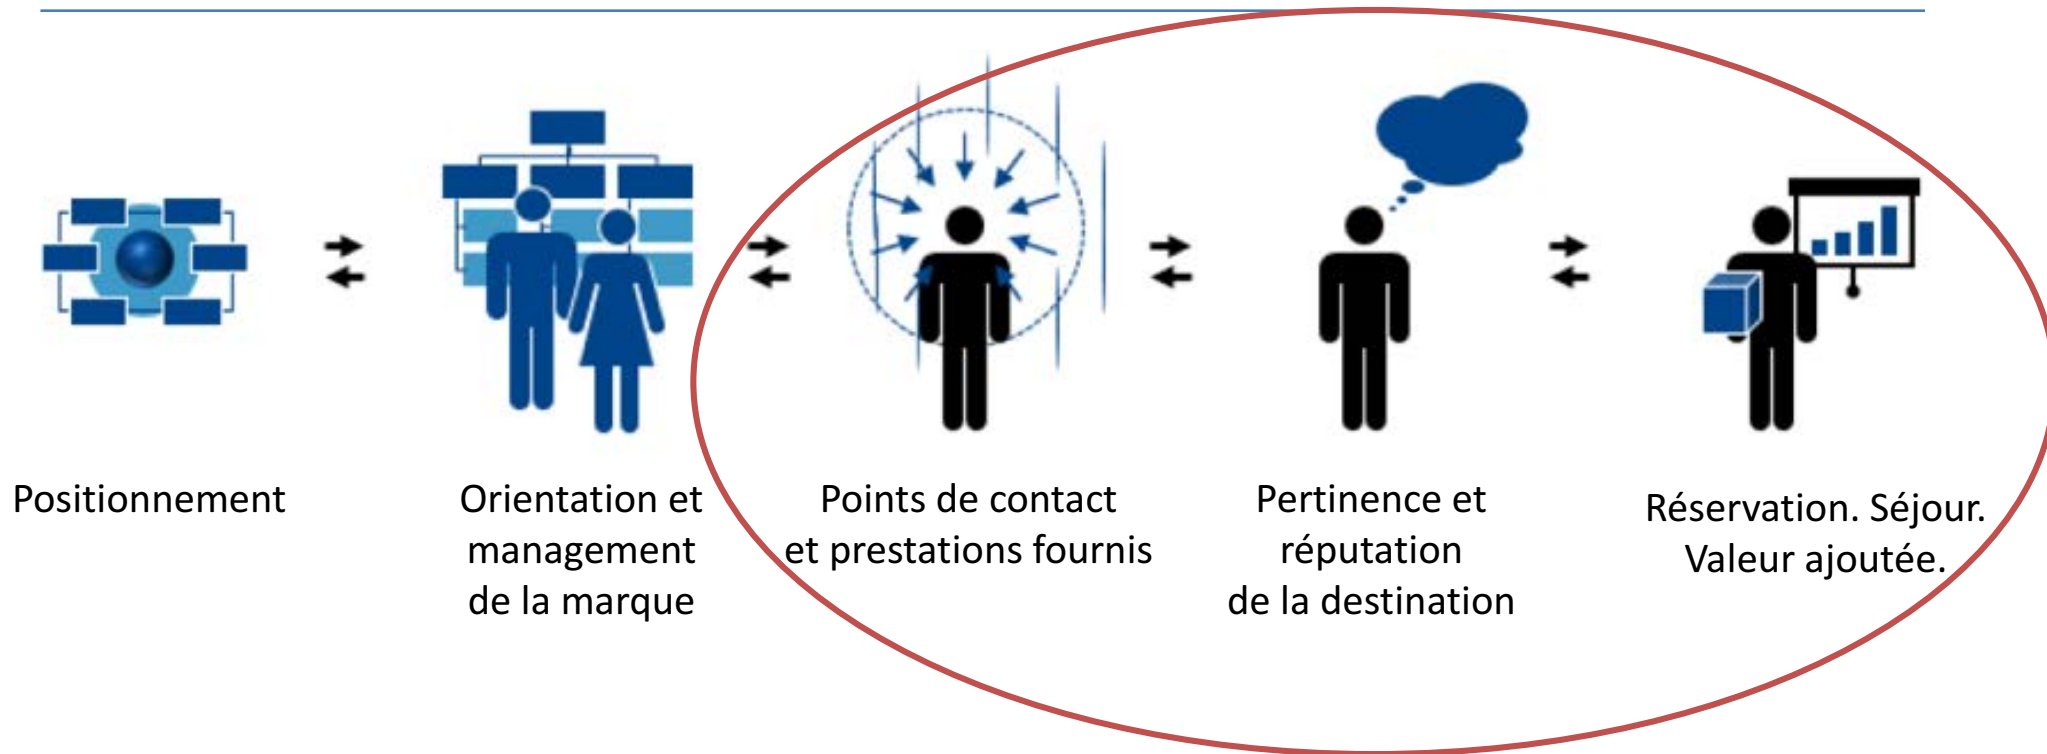 Positionnement
Orientation et
management
de la marque
Points de contact
et prestations fournis
Pertinence et
réputation
de la destination
Réservation. Séjour.
Valeur ajoutée.